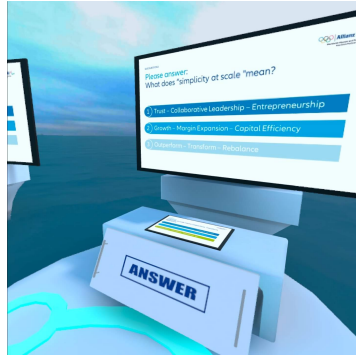 Allianz
Please answer:
What does "simplicity at scale "mean?
1) Trust - Collaborative Leadership - Entrepreneurship
2) Growth - Margin Expansion - Capital Efficiency
3) Outperform - Transform - Rebalance
ANSWER